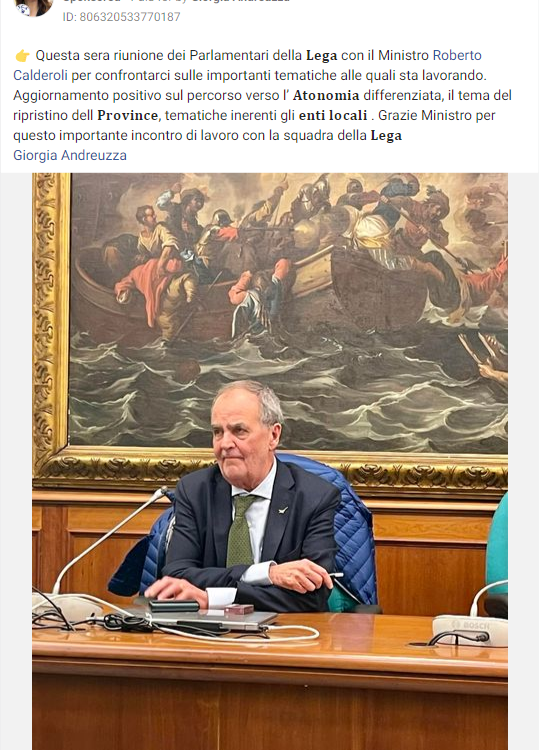 ID: 806320533770187
👉 Questa sera riunione dei Parlamentari della Lega con il Ministro Roberto
Calderoli per confrontarci sulle importanti tematiche alle quali sta lavorando.
Aggiornamento positivo sul percorso verso l' Atonomia differenziata, il tema del
ripristino dell Province, tematiche inerenti gli enti locali . Grazie Ministro per
questo importante incontro di lavoro con la squadra della Lega
Giorgia Andreuzza
BOSCH